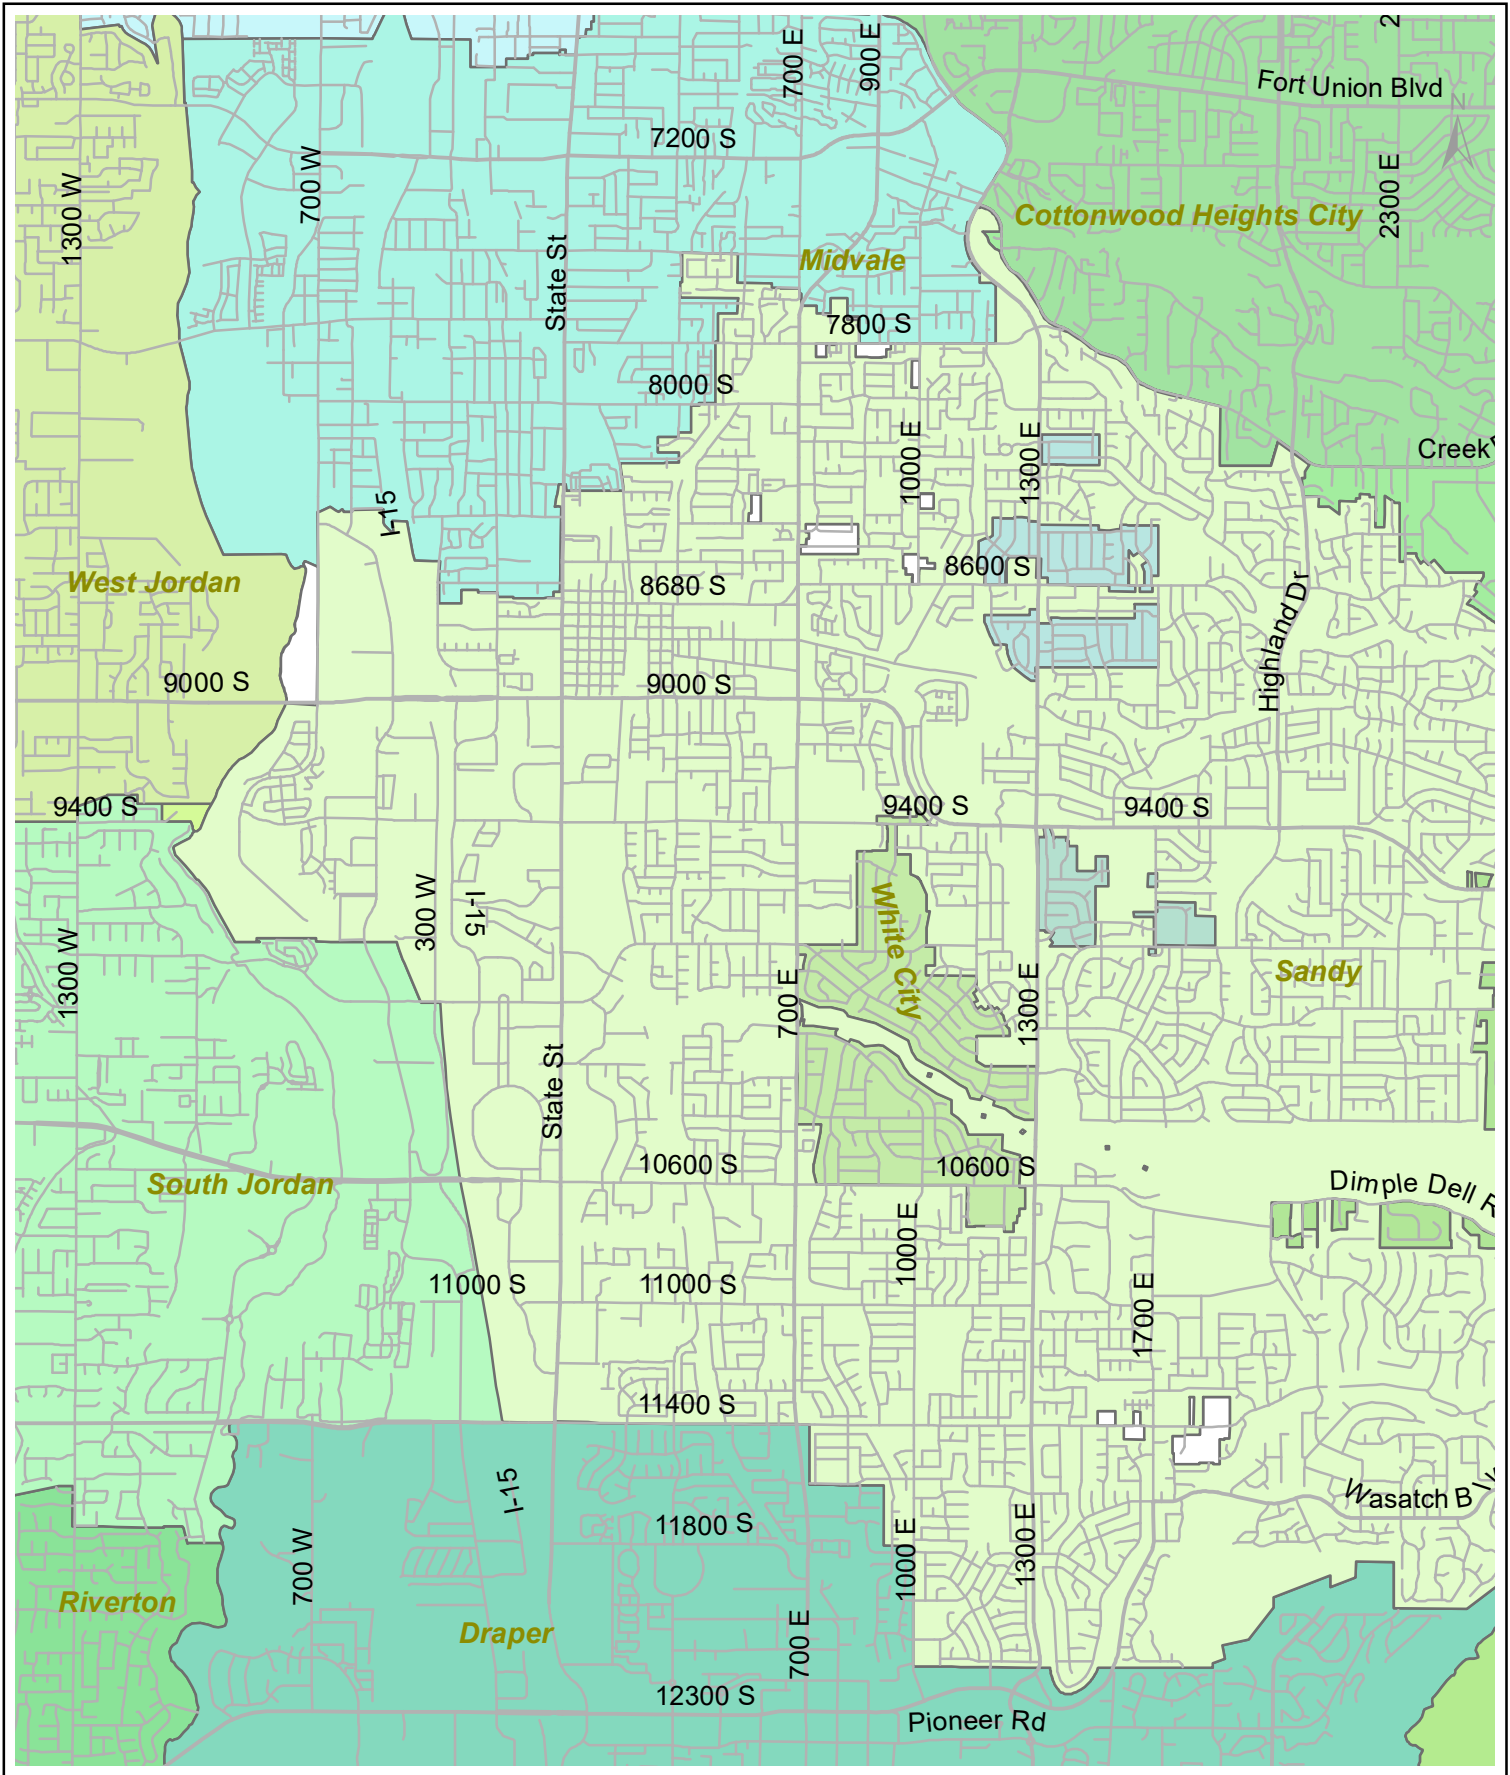 2
700 E
900 E
Fort Union Blvd
N
7200 S
700 W
1300 W
2300 E
Cottonwood Heights City
State St
Midvale
7800 S
8000 S
Creek
1000 E
1300 E
I-15
West Jordan
8680 S
8600 S
Highland Dr
9000 S
9000 S
9400 S
9400 S
9400 S
300 W
I-15
White City
1300 W
700 E
1300 E
Sandy
State St
10600 S
10600 S
South Jordan
Dimple Dell R
1000 E
11000 S
11000 S
1700 E
11400 S
I-15
Wasatch Blv
11800 S
700 W
1000 E
1300 E
Riverton
Draper
700 E
12300 S
Pioneer Rd